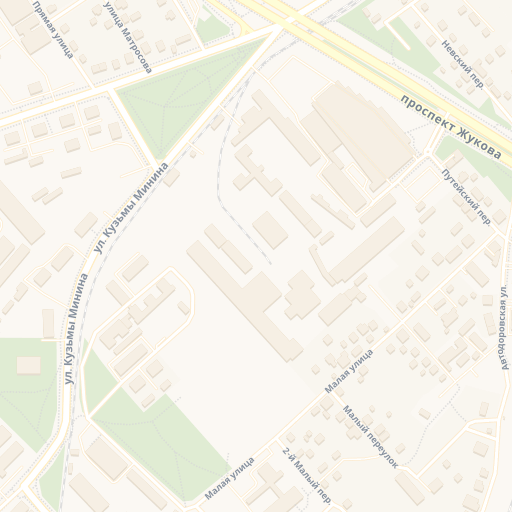 Прямая улица
улица Матросова
Невский пер.
проспект Жукова
Путейский пер.
ул. Кузьмы Минина
ул. Кузьмы Минина
Автодоровская ул.
Малая улица
Малый переулок
Малая улица
2-й Малый пер.